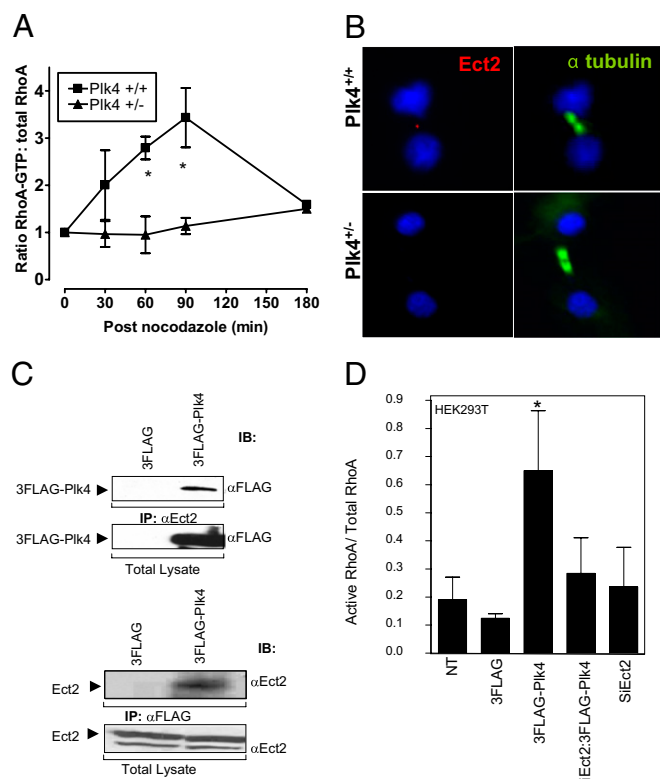 A
Ratio RhoA-GTP: total RhoA
4
3
2
1
0
Plk4 +/+
Plk4 +/-
*
*
0 30 60 90 120 150 180
Post nocodazole (min)
B
Ect2
α tubulin
Plk4+/+
Plk4+/-
C
3FLAG
3FLAG-Plk4
IB:
3FLAG-Plk4
αFLAG
IP: αEct2
3FLAG-Plk4
αFLAG
Total Lysate
3FLAG
3FLAG-Plk4
IB:
Ect2
αEct2
IP: αFLAG
Ect2
αEct2
Total Lysate
D
Active RhoA/ Total RhoA
0.9
0.8
0.7
0.6
0.5
0.4
0.3
0.2
0.1
0.0
HEK293T
*
NT
3FLAG
3FLAG-Plk4
iEct2:3FLAG-Plk4
SiEct2